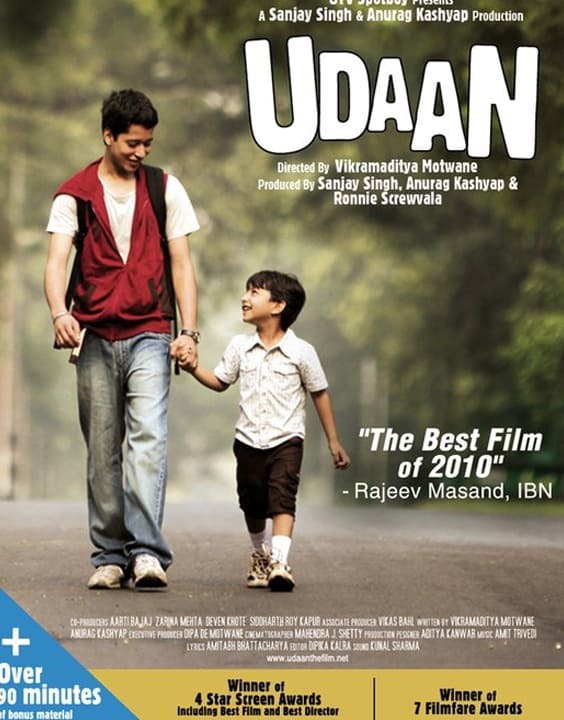 UTV Spotboy Presents
A Sanjay Singh & Anurag Kashyap Production
UDAAN
Directed By Vikramaditya Motwane
Produced By Sanjay Singh, Anurag Kashyap &
Ronnie Screwvala
"The Best Film
of 2010"
- Rajeev Masand, IBN
CO-PRODUCERS AARTI BAJAJ ZARINA MEHTA DEVEN KHOTE SIDDHARTH ROY KAPUR ASSOCIATE PRODUCER VIKAS BAHL WRITTEN BY VIKRAMADITYA MOTWANE
ANURAG KASHYAP EXECUTIVE PRODUCER DIPA DE MOTWANE CINEMATOGRAPHER MAHENDRA J. SHETTY PRODUCTION DESIGNER ADITYA KANWAR MUSIC AMIT TRIVEDI
LYRICS AMITABH BHATTACHARYA EDITOR DIPIKA KALRA SOUND KUNAL SHARMA
www.udaanthefilm.net
+
Over
90 minutes
of bonus material
Winner of
4 Star Screen Awards
Including Best Film and Best Director
Winner of
7 Filmfare Awards